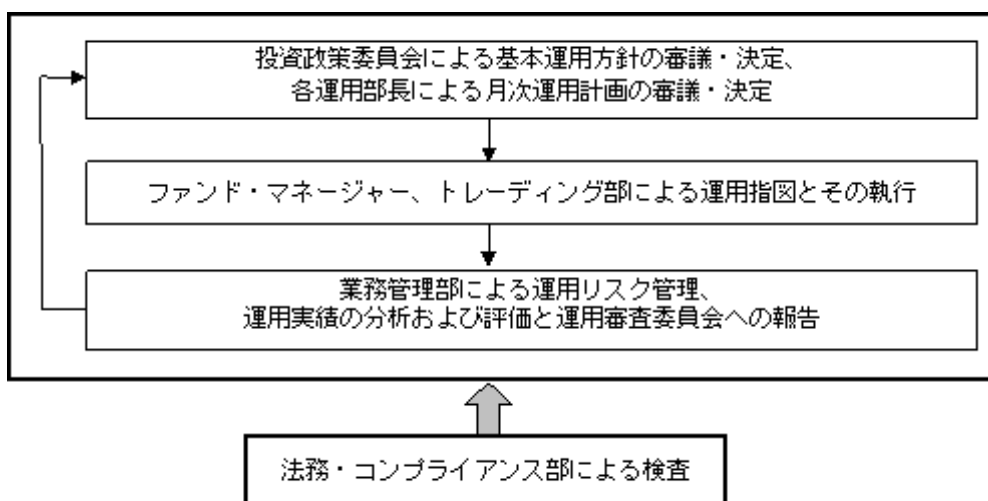 投資政策委員会による基本運用方針の審議・決定、
各運用部長による月次運用計画の審議・決定
ファンド・マネージャー、トレーディング部による運用指図とその執行
業務管理部による運用リスク管理、
運用実績の分析および評価と運用審査委員会への報告
法務・コンプライアンス部による検査